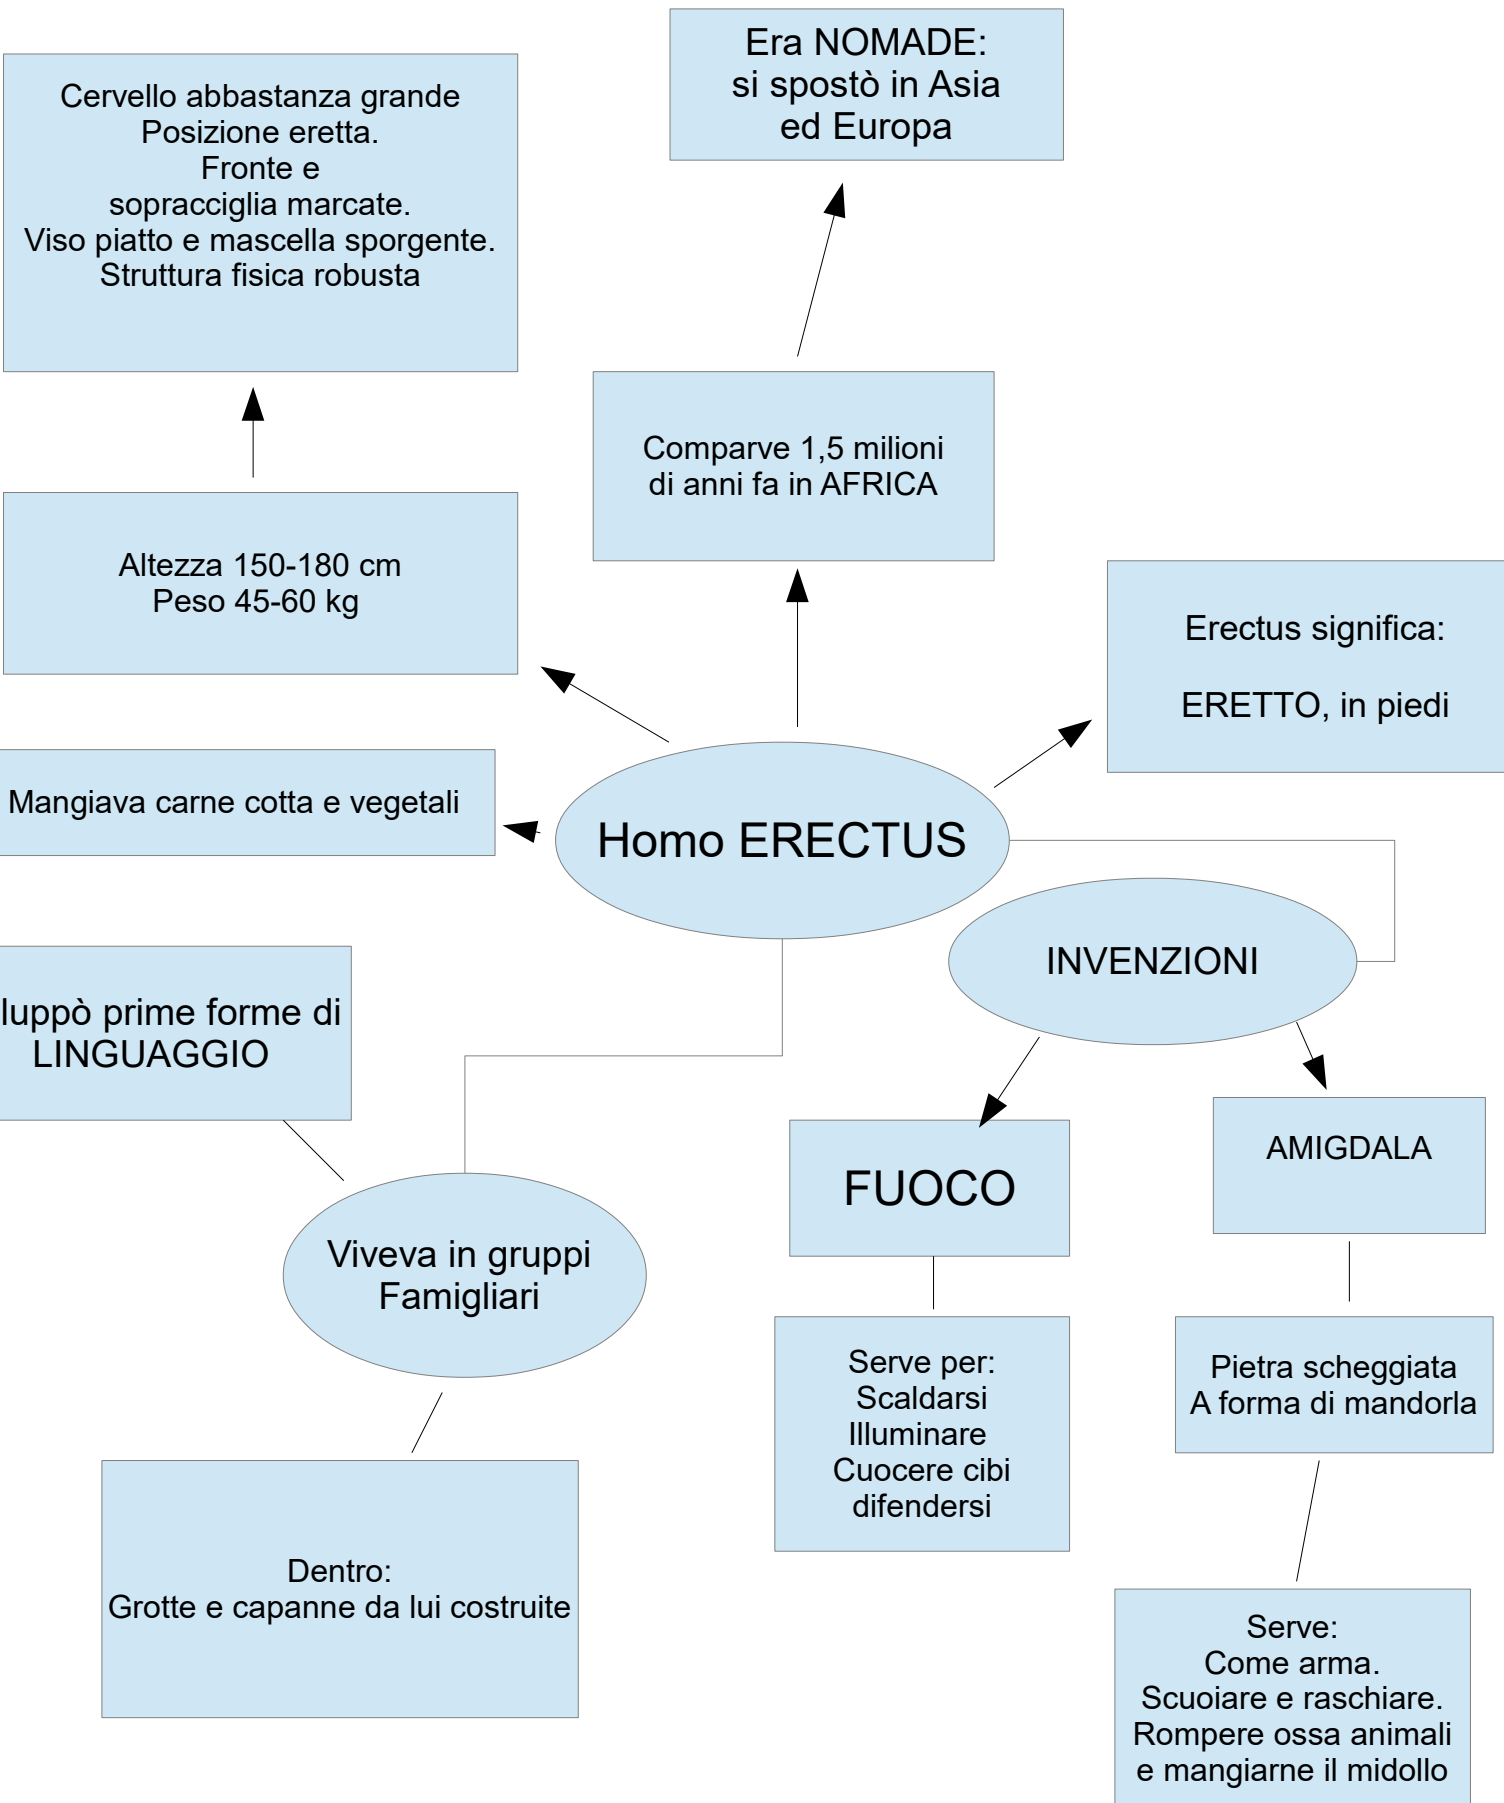 Era NOMADE:
si spostò in Asia
ed Europa
Cervello abbastanza grande
Posizione eretta.
Fronte e
sopracciglia marcate.
Viso piatto e mascella sporgente.
Struttura fisica robusta
Comparve 1,5 milioni
di anni fa in AFRICA
Altezza 150-180 cm
Peso 45-60 kg
Erectus significa:
ERETTO, in piedi
Mangiava carne cotta e vegetali
Homo ERECTUS
INVENZIONI
luppò prime forme di
LINGUAGGIO
Viveva in gruppi
Famigliari
Dentro:
Grotte e capanne da lui costruite
FUOCO
Serve per:
Scaldarsi
Illuminare
Cuocere cibi
difendersi
AMIGDALA
Pietra scheggiata
A forma di mandorla
Serve:
Come arma.
Scuoiare e raschiare.
Rompere ossa animali
e mangiarne il midollo